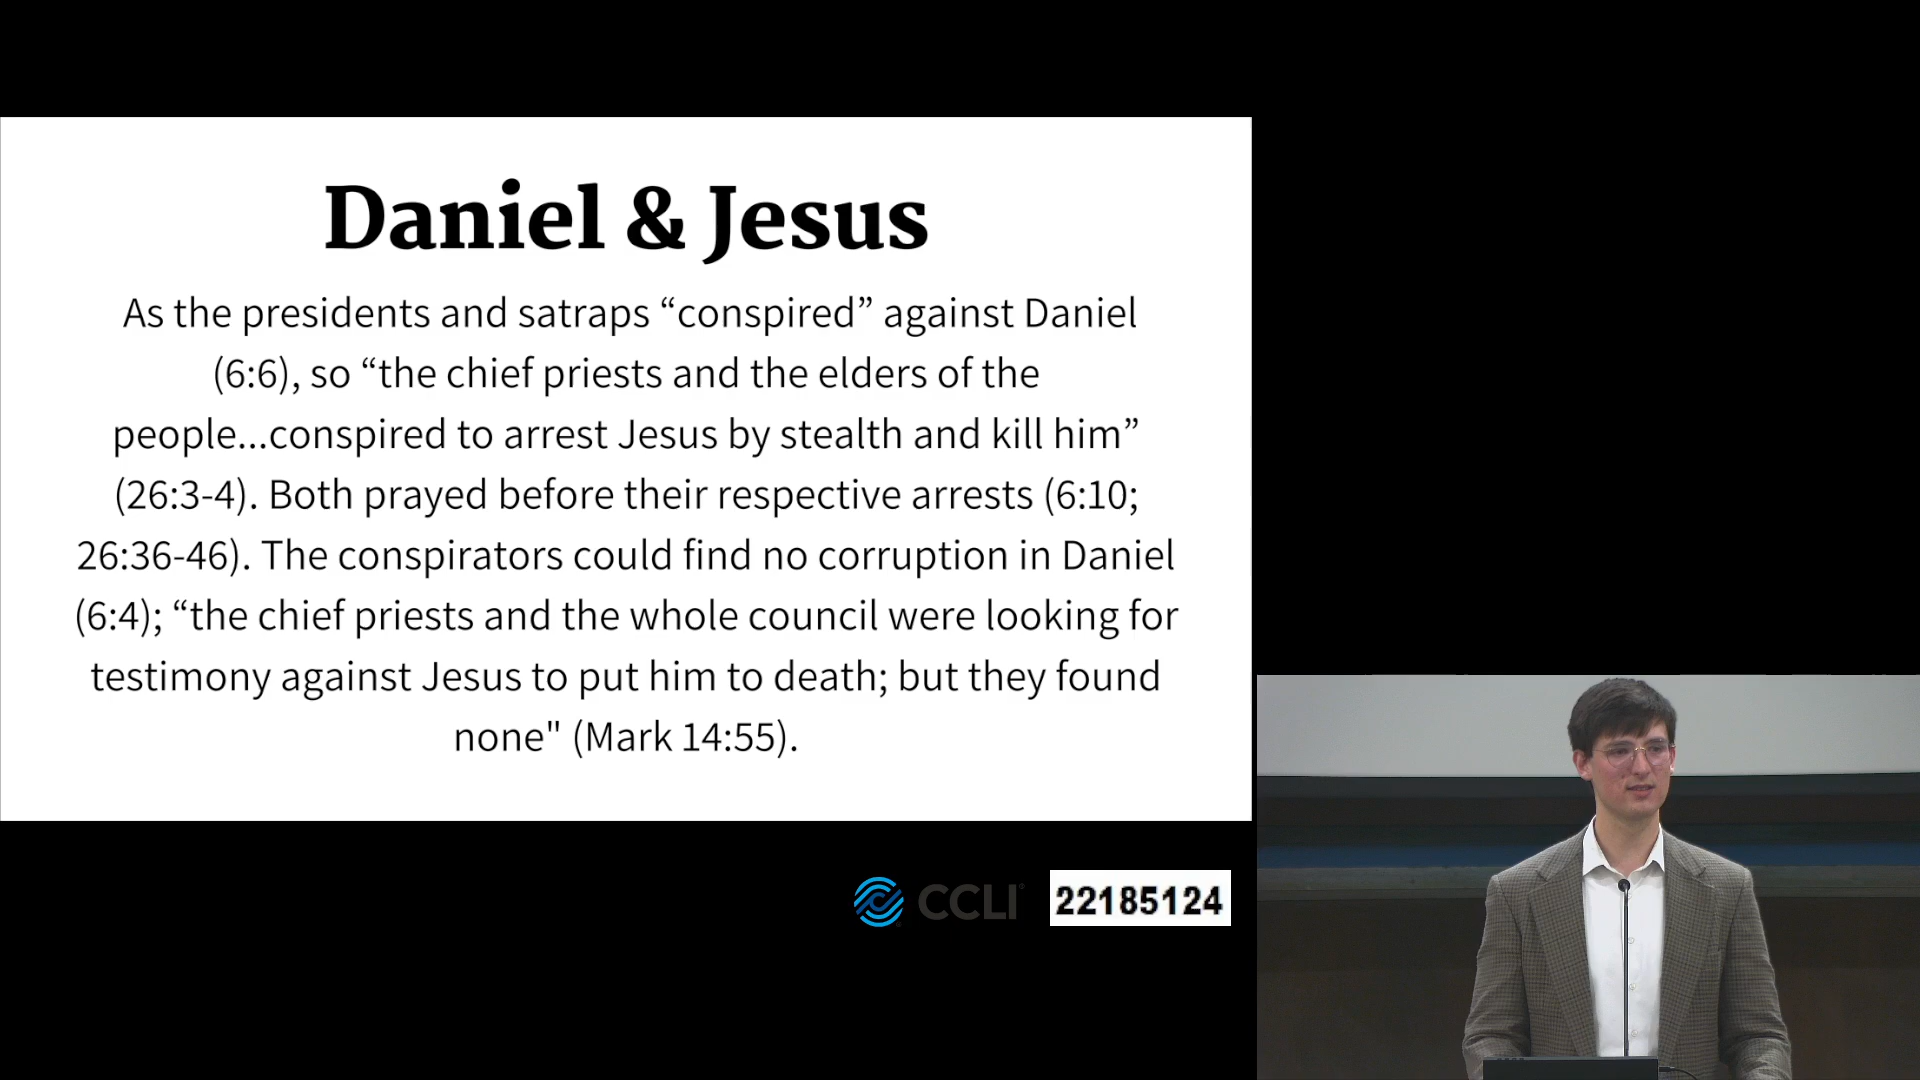 Daniel & Jesus
As the presidents and satraps “conspired” against Daniel
(6:6), so “the chief priests and the elders of the
people...conspired to arrest Jesus by stealth and kill him”
(26:3-4). Both prayed before their respective arrests (6:10;
26:36-46). The conspirators could find no corruption in Daniel
(6:4); “the chief priests and the whole council were looking for
testimony against Jesus to put him to death; but they found
none" (Mark 14:55).
CCLI
22185124